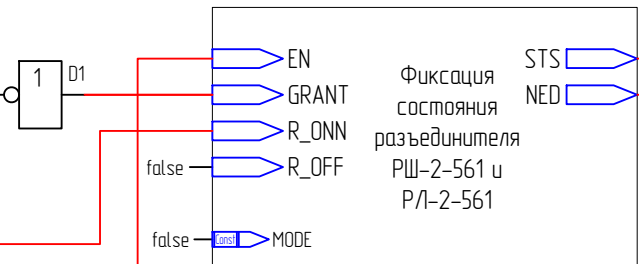 1 D1
EN
GRANT
R_ONN
false R_OFF
false Const MODE
Фиксация
состояния
разъединителя
РШ-2-561 и
РЛ-2-561
STS
NED